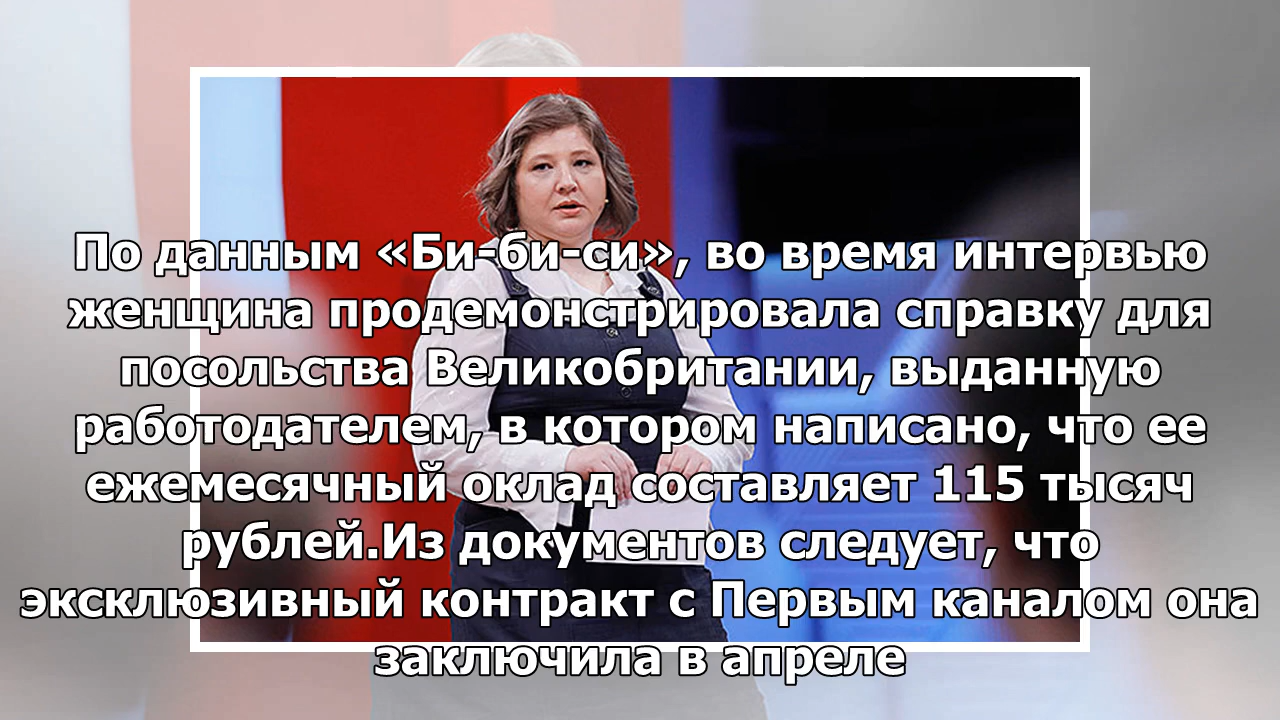 По данным «Би-би-си», во время интервью
женщина продемонстрировала справку для
посольства Великобритании, выданную
работодателем, в котором написано, что ее
ежемесячный оклад составляет 115 тысяч
рублей.Из документов следует, что
эксклюзивный контракт с Первым каналом она
заключила в апреле